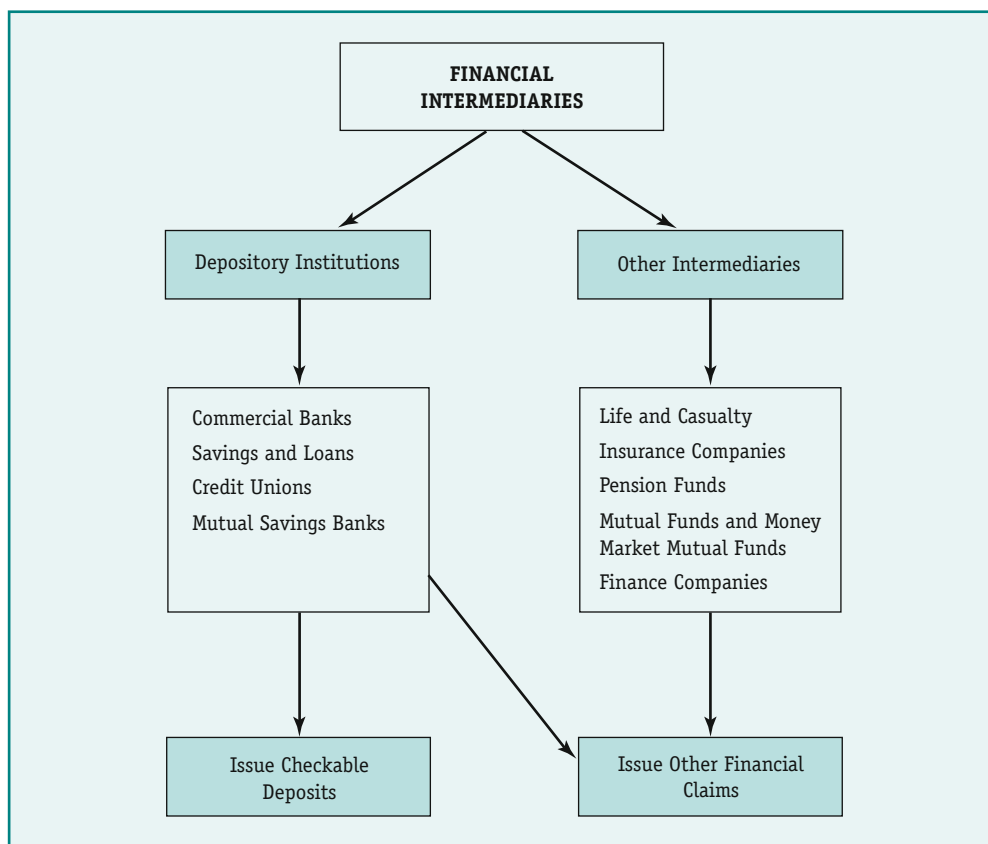 FINANCIAL
INTERMEDIARIES
Depository Institutions
Other Intermediaries
Commercial Banks
Savings and Loans
Credit Unions
Mutual Savings Banks
Life and Casualty
Insurance Companies
Pension Funds
Mutual Funds and Money
Market Mutual Funds
Finance Companies
Issue Checkable
Deposits
Issue Other Financial
Claims